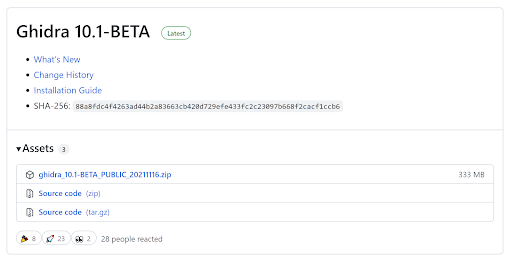 Ghidra 10.1-BETA Latest
What's New
Change History
Installation Guide
SHA-256: 88a8fdc4f4263ad44b2a83663cb420d729efe433fc2c23097b668f2cacf1ccb6
Assets 3
ghidra_10.1-BETA_PUBLIC_20211116.zip 333 MB
Source code (zip)
Source code (tar.gz)
8 23 2 28 people reacted